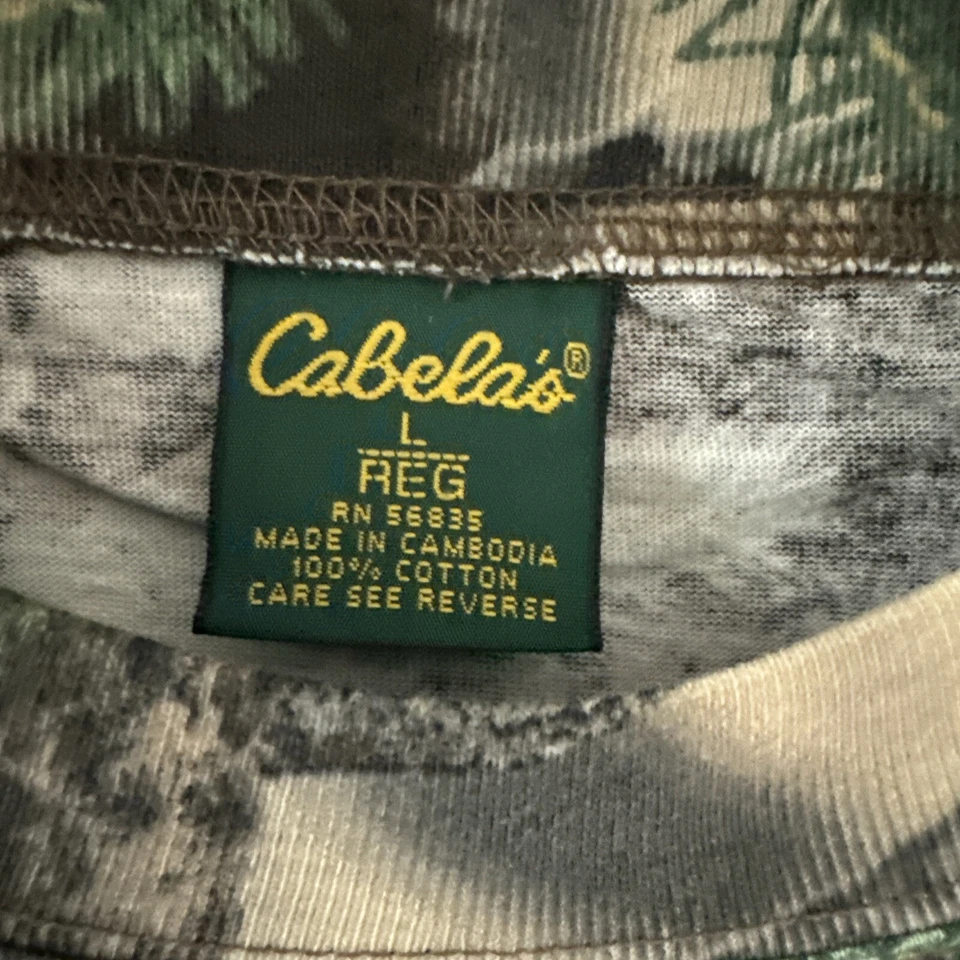 Cabela's®
L
REG
RN 56835
MADE IN CAMBODIA
100% COTTON
CARE SEE REVERSE